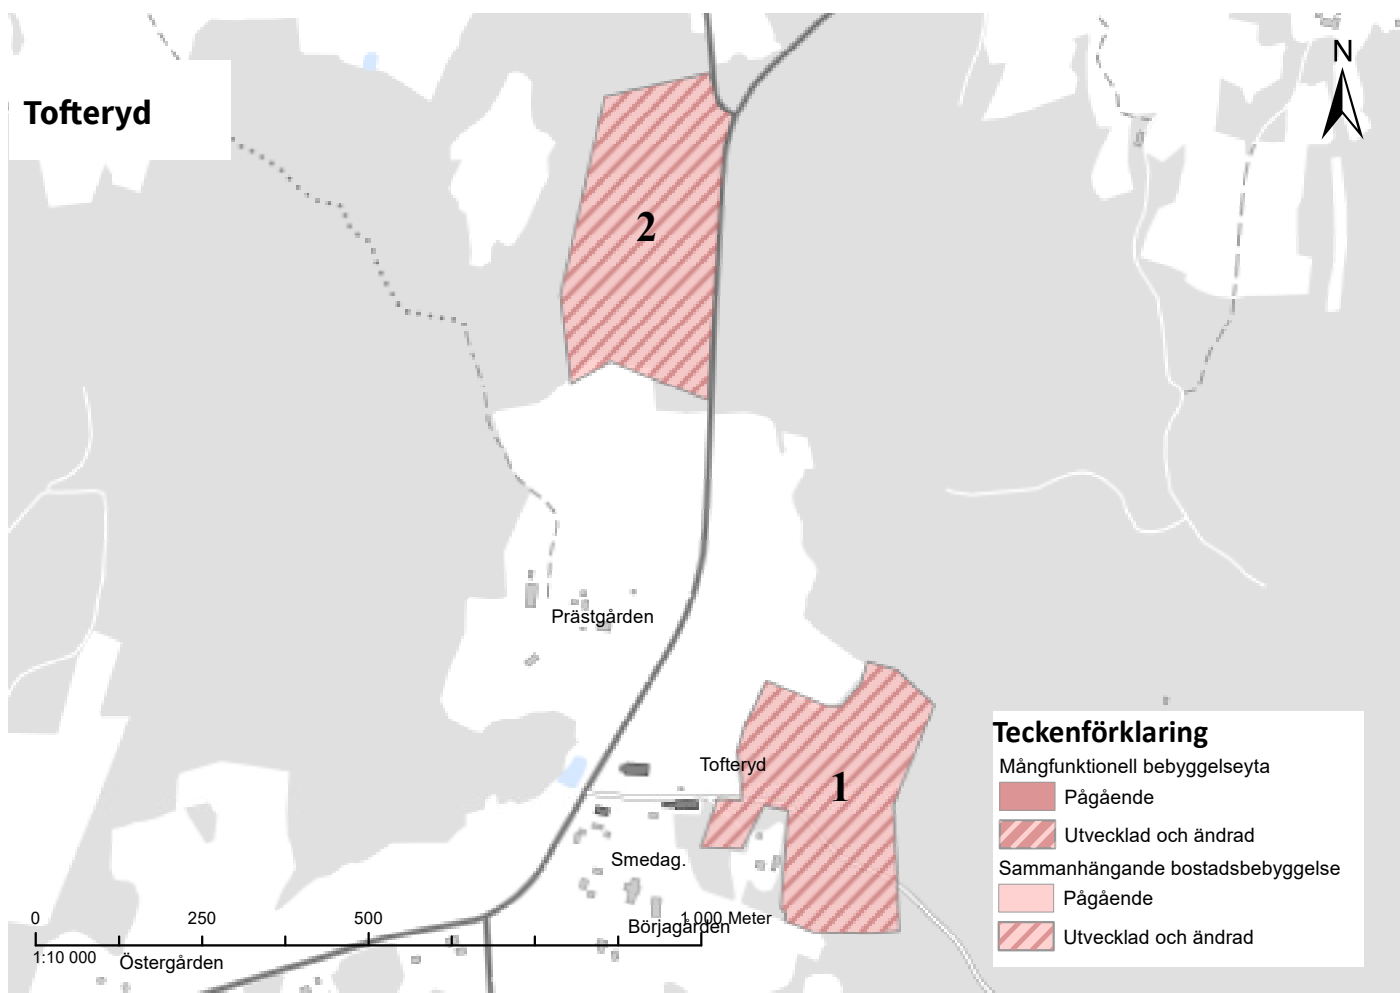 N
Tofteryd
2
Prästgården
Tofteryd
1
Smedag.
Börjagården
Östergården
0 250 500 1 000 Meter
1:10 000
Teckenförklaring
Mångfunktionell bebyggelseyta
Pågående
Utvecklad och ändrad
Sammanhängande bostadsbebyggelse
Pågående
Utvecklad och ändrad